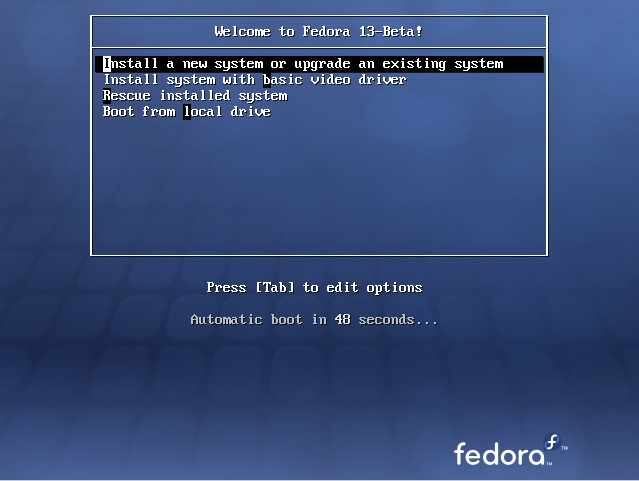 Welcome to Fedora 13-Beta!
Install a new system or upgrade an existing system
Install system with basic video driver
Rescue installed system
Boot from local drive
Press [Tab] to edit options
Automatic boot in 48 seconds...
fedora™